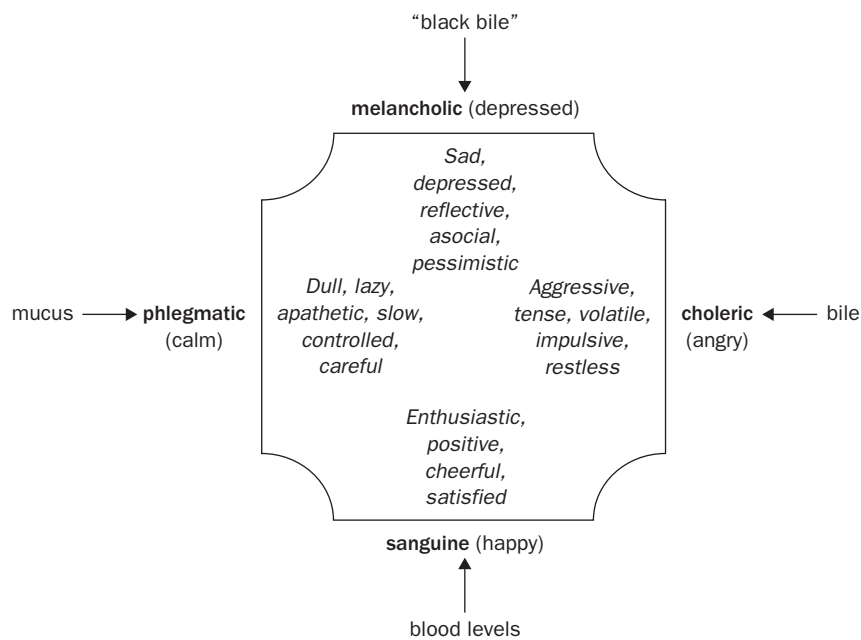 “black bile”
melancholic (depressed)
Sad,
depressed,
reflective,
asocial,
pessimistic
Dull, lazy,
apathetic, slow,
controlled,
careful
Aggressive,
tense, volatile,
impulsive,
restless
mucus
phlegmatic
(calm)
choleric
(angry)
bile
Enthusiastic,
positive,
cheerful,
satisfied
sanguine (happy)
blood levels